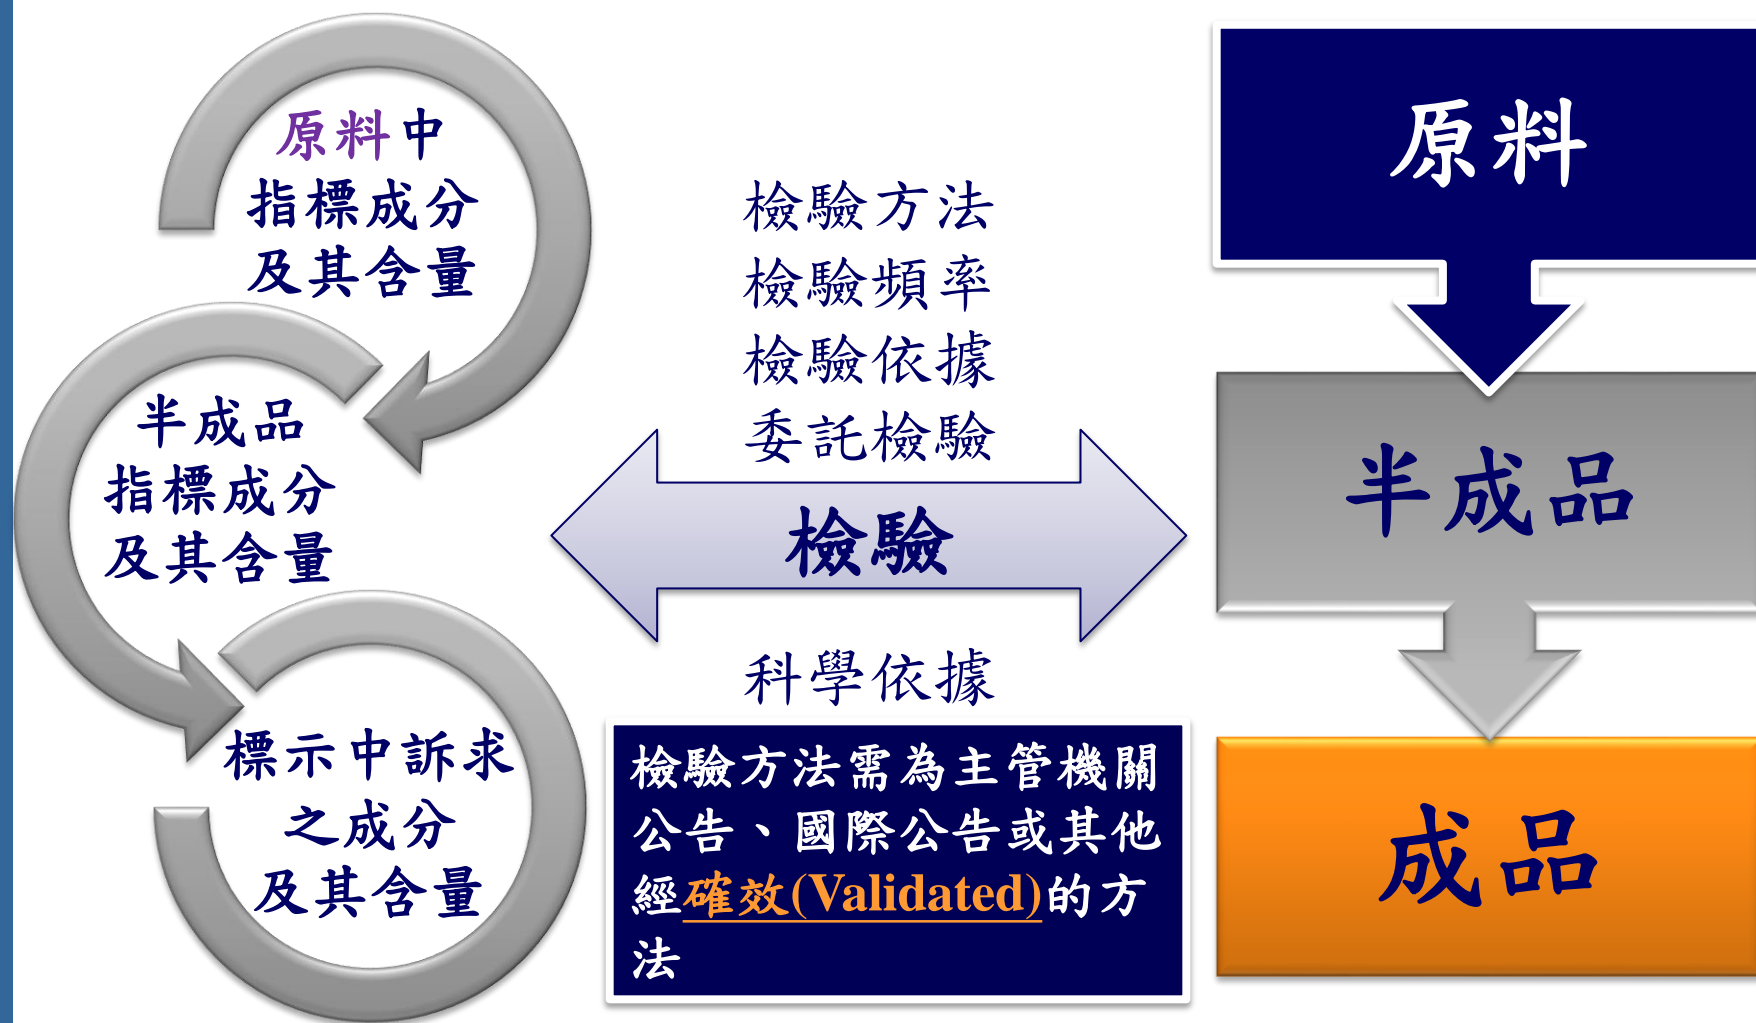 原料中
指標成分
及其含量
半成品
指標成分
及其含量
標示中訴求
之成分
及其含量
檢驗方法
檢驗頻率
檢驗依據
委託檢驗
檢驗
科學依據
檢驗方法需為主管機關
公告、國際公告或其他
經確效(Validated)的方
法
原料
半成品
成品